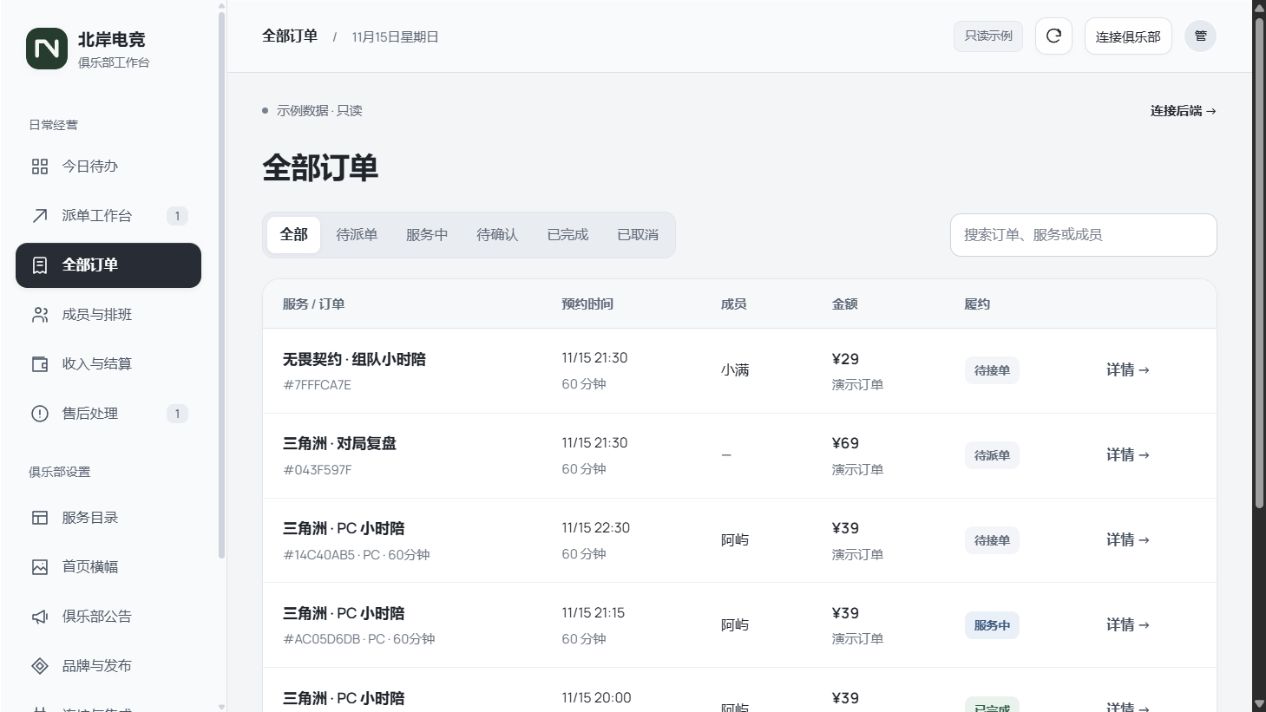 北岸电竞
俱乐部工作台
日常经营
今日待办
派单工作台 1
全部订单
成员与排班
收入与结算
售后处理 1
俱乐部设置
服务目录
首页横幅
俱乐部公告
品牌与发布
全部订单 / 11月15日星期日
只读示例
连接俱乐部
管
示例数据 · 只读
连接后端 →
全部订单
全部 待派单 服务中 待确认 已完成 已取消
搜索订单、服务或成员
服务 / 订单 预约时间 成员 金额 履约
无畏契约 · 组队小时陪 11/15 21:30 小满 ¥29 待接单 详情 →
#7FFFCA7E 60 分钟 演示订单
三角洲 · 对局复盘 11/15 21:30 — ¥69 待派单 详情 →
#043F597F 60 分钟 演示订单
三角洲 · PC 小时陪 11/15 22:30 阿屿 ¥39 待接单 详情 →
#14C40AB5 · PC · 60分钟 60 分钟 演示订单
三角洲 · PC 小时陪 11/15 21:15 阿屿 ¥39 服务中 详情 →
#AC05D6DB · PC · 60分钟 60 分钟 演示订单
三角洲 · PC 小时陪 11/15 20:00 阿屿 ¥39 已完成 详情 →